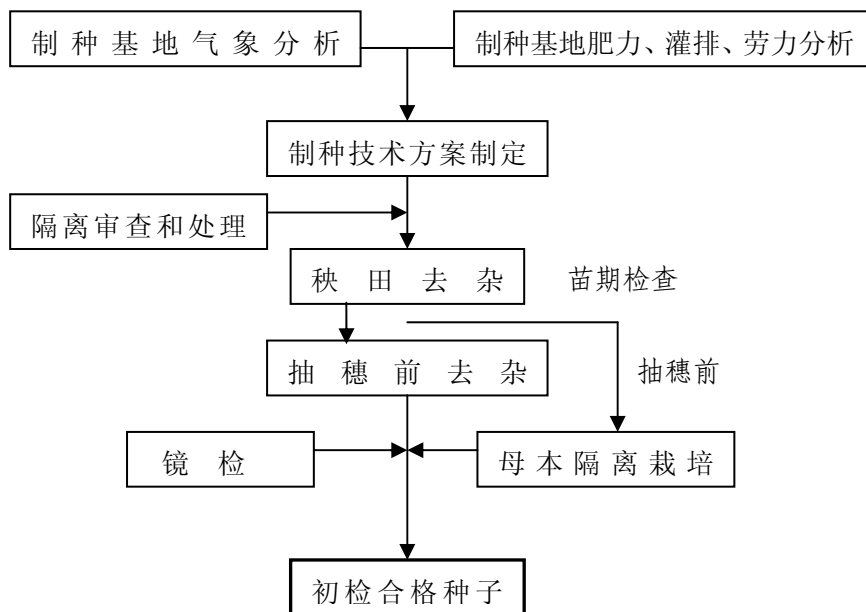 制种基地气象分析
制种基地肥力、灌排、劳力分析
制种技术方案制定
隔离审查和处理
秧田去杂
苗期检查
抽穗前去杂
抽穗前
镜检
母本隔离栽培
初检合格种子